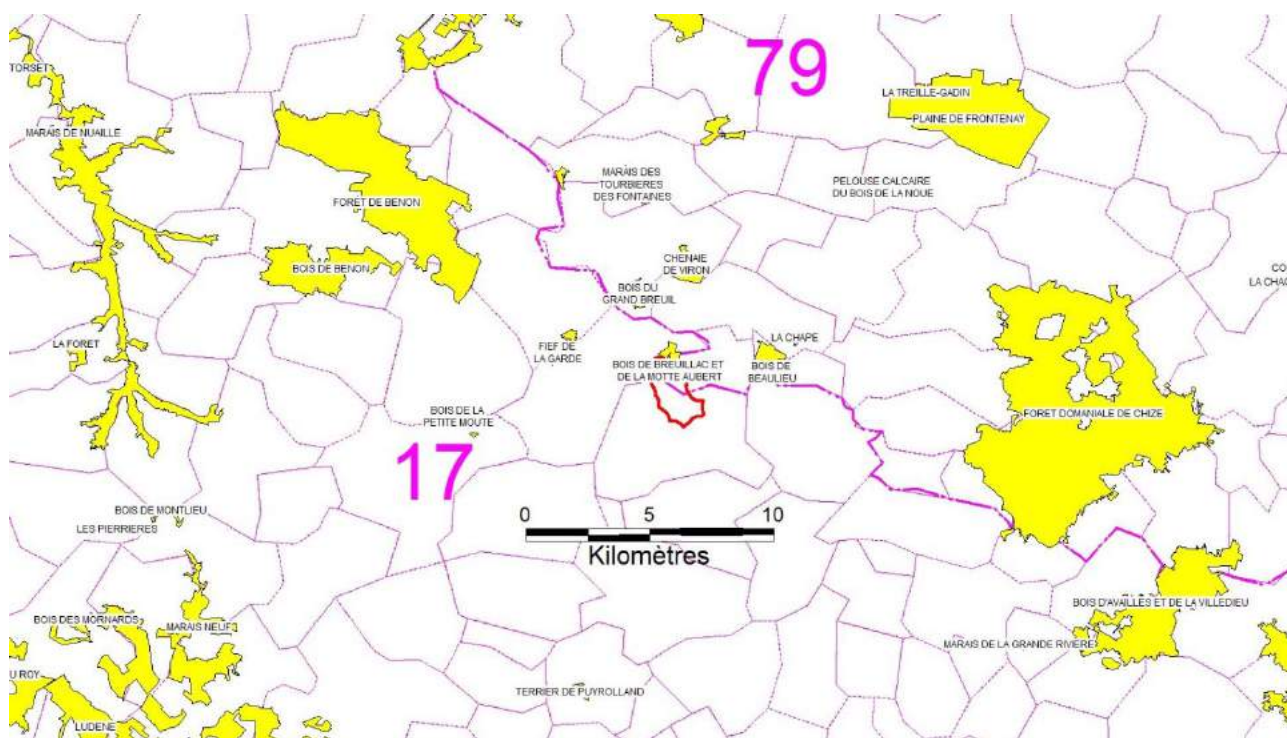 79
TORSET
LA TREILLE-GADIN
PLAINE DE FRONTENAY
MARAIS DE NUAILLE
MARAIS DES
TOURBIERES
DES FONTAINES
PELOUSE CALCAIRE
DU BOIS DE LA NOUE
FORET DE BENON
BOIS DE BENON
CHENAIE
DE VIRON
CO
LA CHAG
BOIS DU
GRAND BREUIL
LA FORET
FIEF DE
LA GARDE
LA CHAPE
BOIS DE BREUILLAC ET
DE LA MOTTE AUBERT
BOIS DE
BEAULIEU
BOIS DE LA
PETITE MOUTE
FORET DOMANIALE DE CHIZE
17
BOIS DE MONTLIEU
LES PIERRIERES
0 5 10
Kilomètres
BOIS D'AVAILLES ET DE LA VILLEDIEU
BOIS DES MORNARDS
MARAIS NEUF
MARAIS DE LA GRANDE RIVIERE
U ROY
TERRIER DE PUYROLLAND
LUDENE